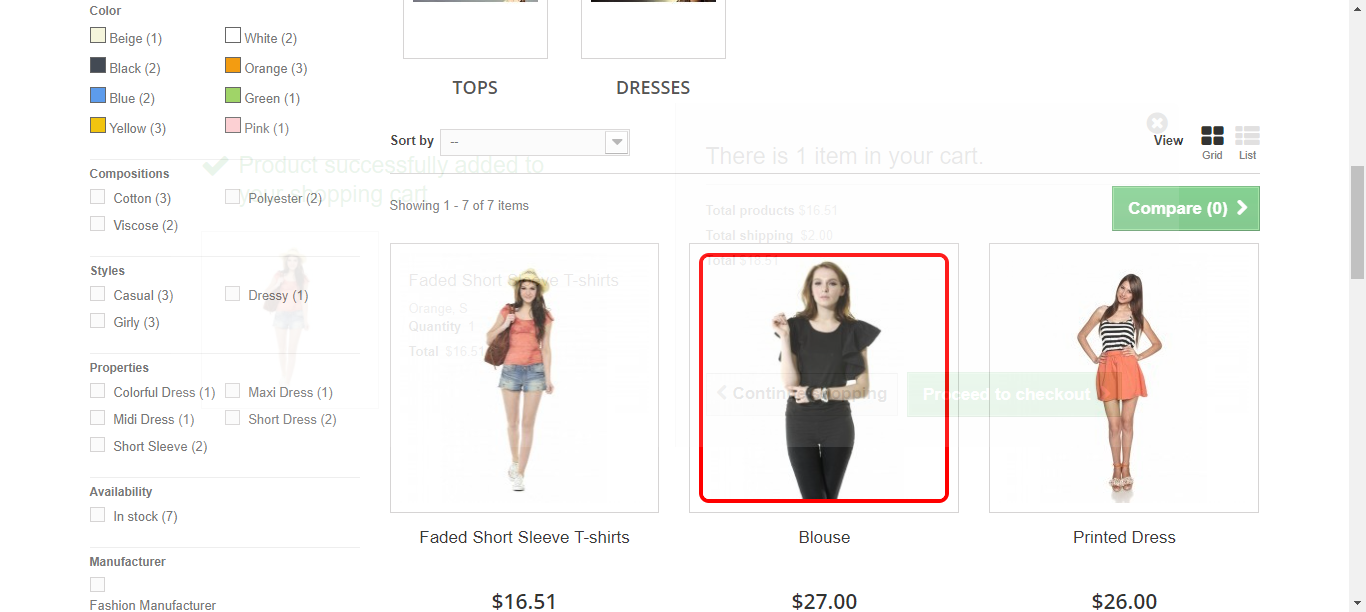 Color
Beige (1)
White (2)
Black (2)
Orange (3)
Blue (2)
Green (1)
Yellow (3)
Pink (1)
Compositions
Cotton (3)
Polyester (2)
Viscose (2)
Styles
Casual (3)
Dressy (1)
Girly (3)
Properties
Colorful Dress (1)
Maxi Dress (1)
Midi Dress (1)
Short Dress (2)
Short Sleeve (2)
Availability
In stock (7)
Manufacturer
Fashion Manufacturer
TOPS
DRESSES
Sort by
--
View
Grid
List
Showing 1 - 7 of 7 items
Compare (0)
Product successfully added to
your shopping cart
Faded Short Sleeve T-shirts
Orange, S
Quantity 1
Total $16.51
There is 1 item in your cart.
Total products $16.51
Total shipping $2.00
Total $18.51
Continue shopping
Proceed to checkout
Faded Short Sleeve T-shirts
$16.51
Blouse
$27.00
Printed Dress
$26.00